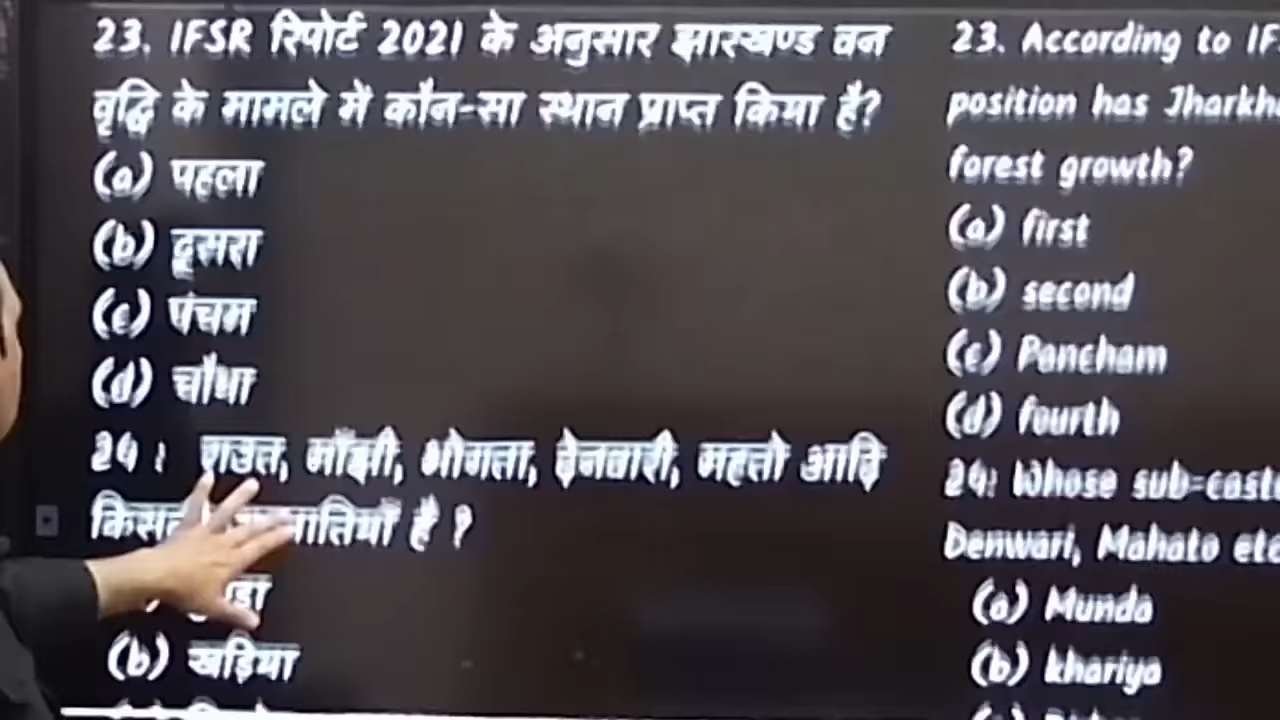 23. IFSR रिपोर्ट 2021 के अनुसार झारखण्ड वन
वृद्धि के मामले में कौन-सा स्थान प्राप्त किया है?
(a) पहला
(b) दूसरा
(c) पंचम
(d) चौथा
24 : राउत, माँझी, भोगता, देनवारी, महतो आदि
है ?
(b) खड़िया
23. According to IF
position has Jharkh
forest growth?
(a) first
(b) second
(c) Pancham
(d) fourth
24: Whose sub-cast
Denwari, Mahato etc
(a) Munda
(b) khariya